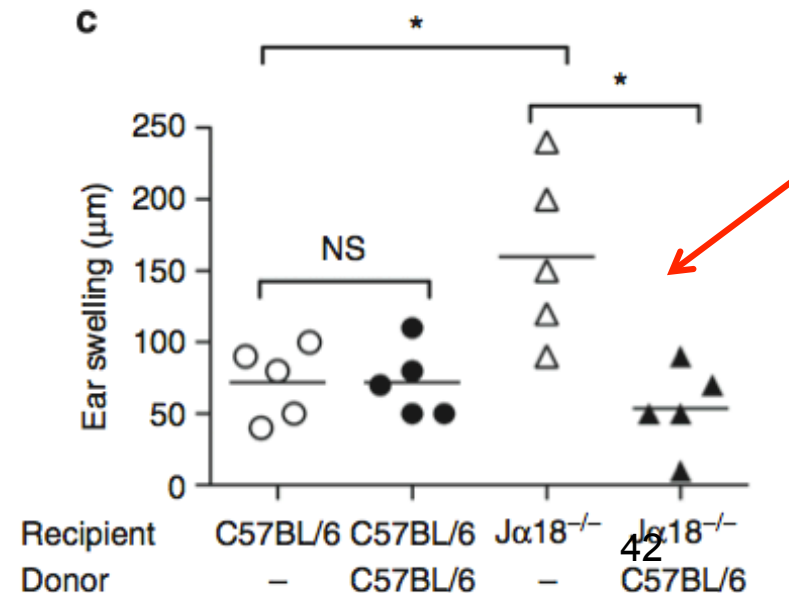 c
*
*
NS
Ear swelling (μm)
250
200
150
100
50
0
Recipient C57BL/6 C57BL/6 Jα18⁻/⁻ Jα18⁻/⁻
42
Donor – C57BL/6 – C57BL/6